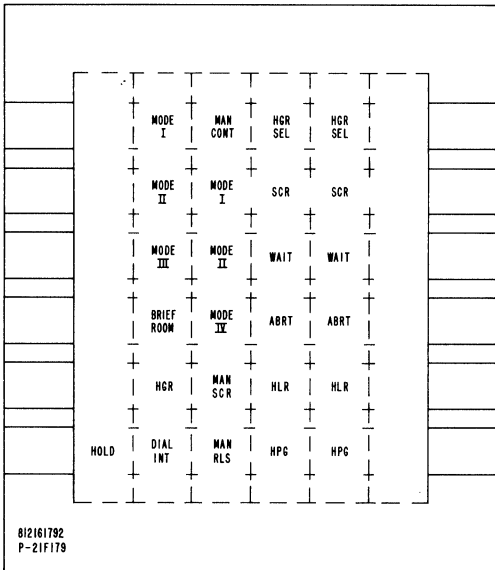 MODE I MAN CONT HGR SEL HGR SEL
MODE II MODE I SCR SCR
MODE III MODE II WAIT WAIT
BRIEF ROOM MODE IV ABRT ABRT
HGR MAN SCR HLR HLR
HOLD DIAL INT MAN RLS HPG HPG
812161792
P-21F179